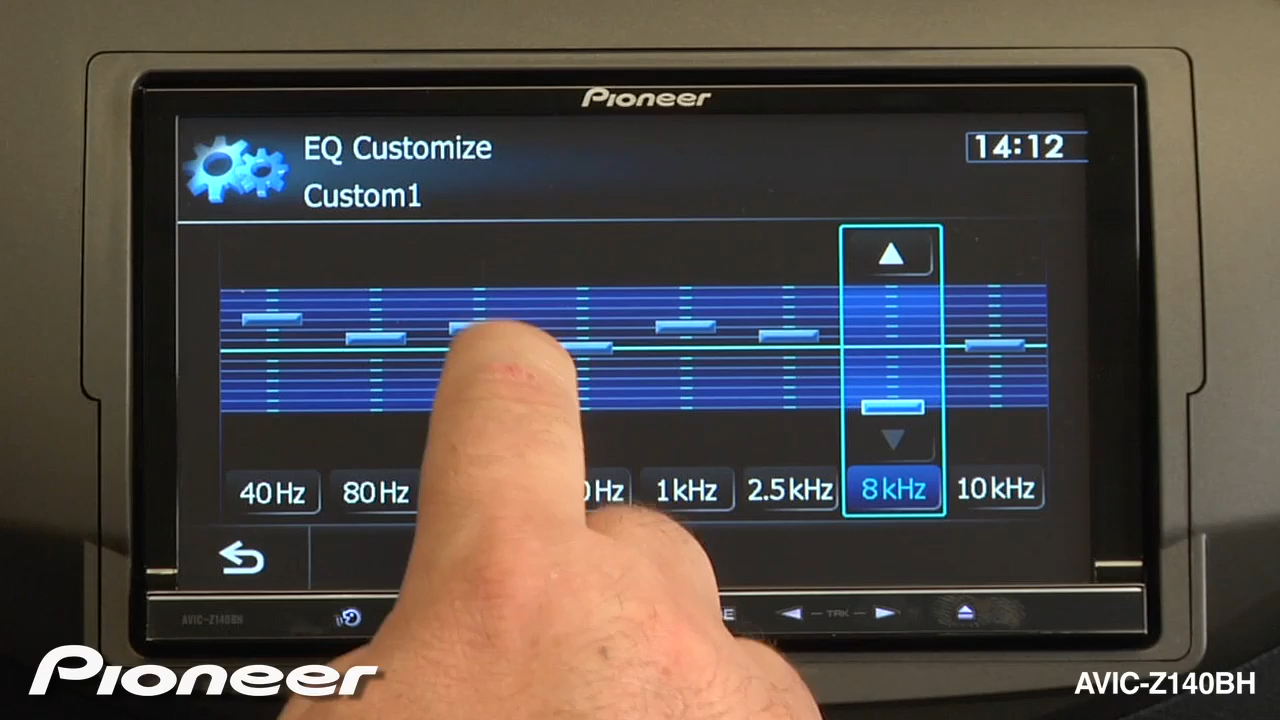 Pioneer
EQ Customize
14:12
Custom1
40Hz 80Hz 0Hz 1kHz 2.5kHz 8kHz 10kHz
AVIC-Z140BH
E TRK
Pioneer
AVIC-Z140BH